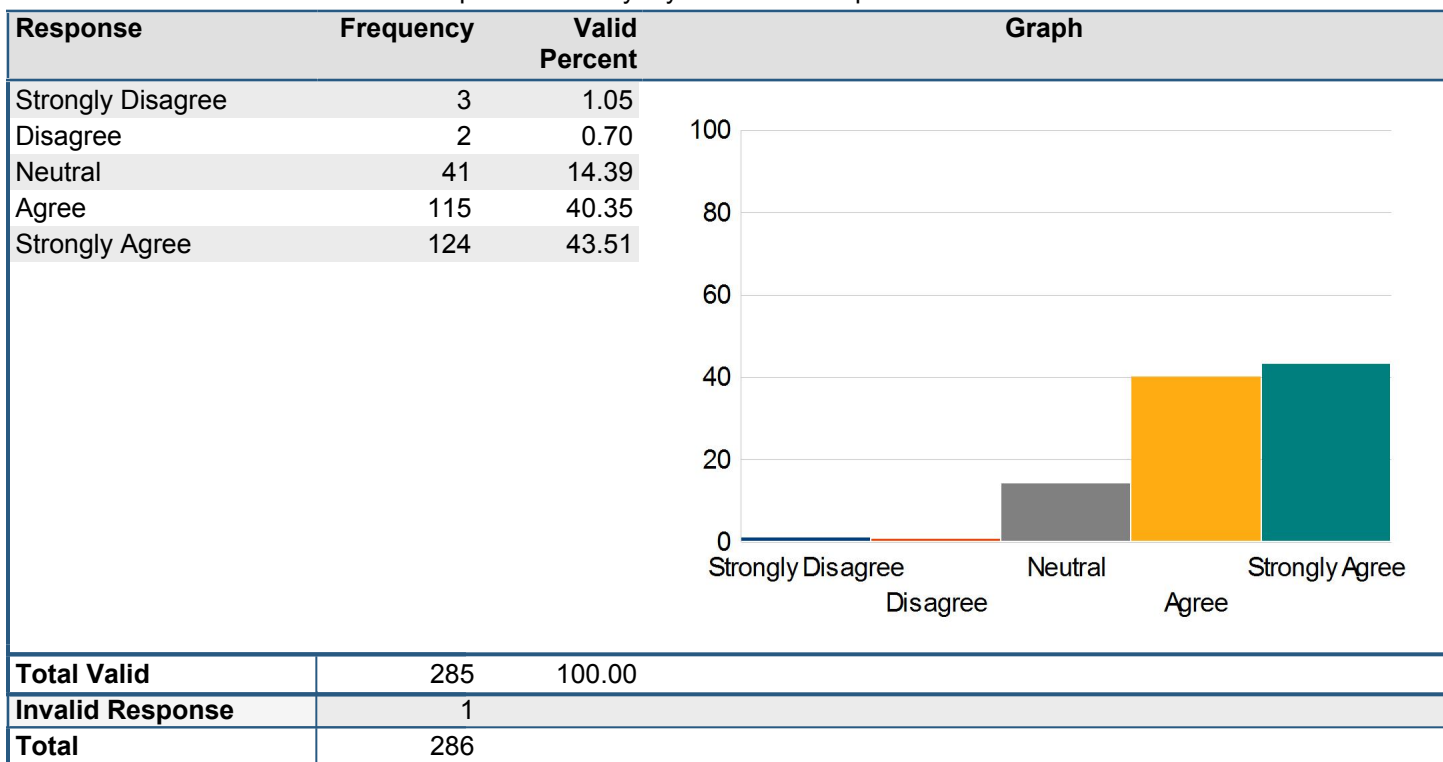 Response Frequency Valid Percent Graph
Strongly Disagree 3 1.05
Disagree 2 0.70
Neutral 41 14.39
Agree 115 40.35
Strongly Agree 124 43.51
100
80
60
40
20
0
Strongly Disagree Neutral Strongly Agree
Disagree Agree
Total Valid 285 100.00
Invalid Response 1
Total 286